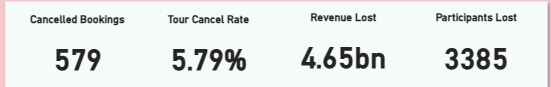 Cancelled Bookings
579
Tour Cancel Rate
5.79%
Revenue Lost
4.65bn
Participants Lost
3385